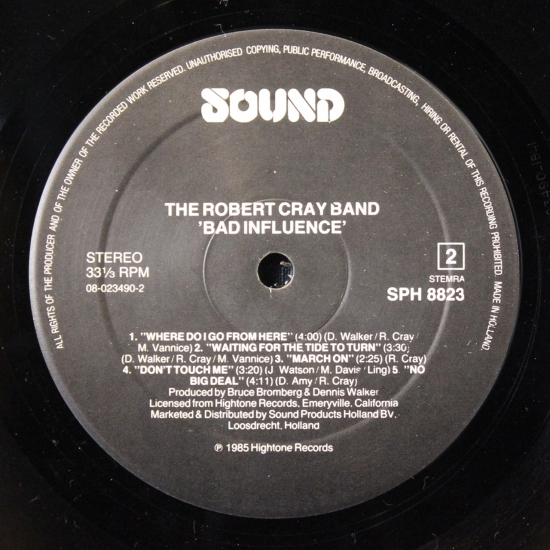 ALL RIGHTS OF THE PRODUCER AND OF THE OWNER OF THE RECORDED WORK RESERVED. UNAUTHORISED COPYING, PUBLIC PERFORMANCE, BROADCASTING, HIRING OR RENTAL OF THIS RECORDING PROHIBITED. MADE IN HOLLAND.
SOUND
THE ROBERT CRAY BAND
'BAD INFLUENCE'
STEREO
33⅓ RPM
08-023490-2
2
STEMRA
SPH 8823
1. "WHERE DO I GO FROM HERE" (4:00) (D. Walker / R. Cray /
M. Vannice) 2. "WAITING FOR THE TIDE TO TURN" (3:30)
(D. Walker / R. Cray / M. Vannice) 3. "MARCH ON" (2:25) (R. Cray)
4. "DON'T TOUCH ME" (3:20) (J Watson / M. Davis / Ling) 5 "NO
BIG DEAL" (4:11) (D. Amy / R. Cray)
Produced by Bruce Bromberg & Dennis Walker
Licensed from Hightone Records, Emeryville, California
Marketed & Distributed by Sound Products Holland BV.
Loosdrecht, Holland
℗ 1985 Hightone Records